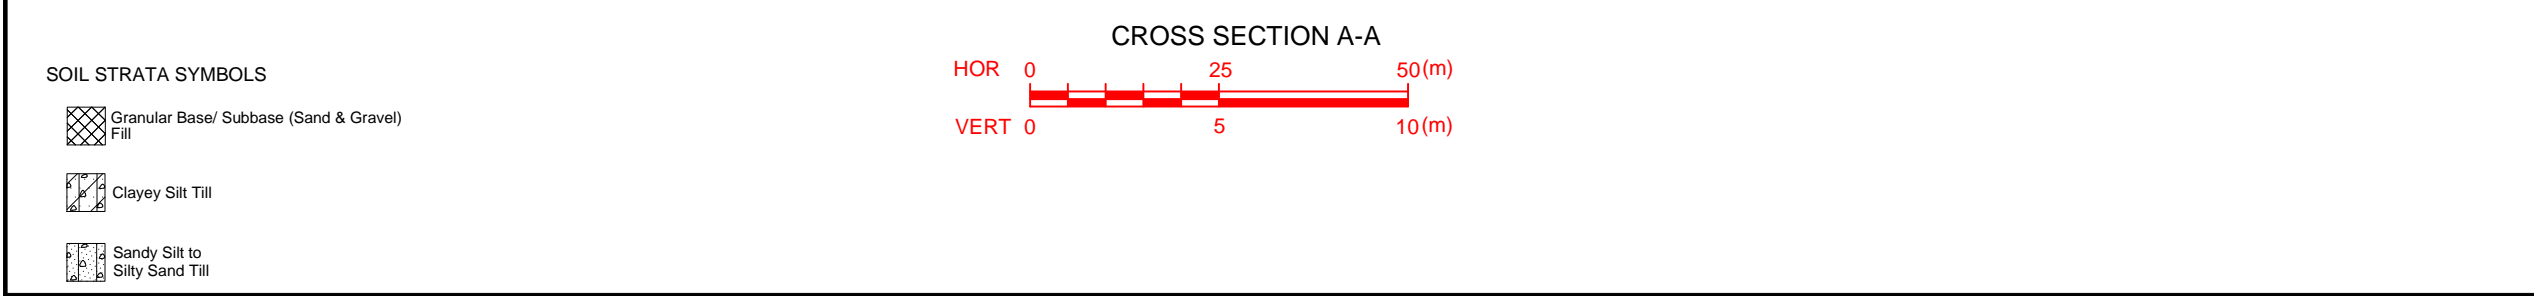 CROSS SECTION A-A
HOR 0 25 50(m)
VERT 0 5 10(m)
SOIL STRATA SYMBOLS
Granular Base/ Subbase (Sand & Gravel)
Fill
Clayey Silt Till
Sandy Silt to
Silty Sand Till